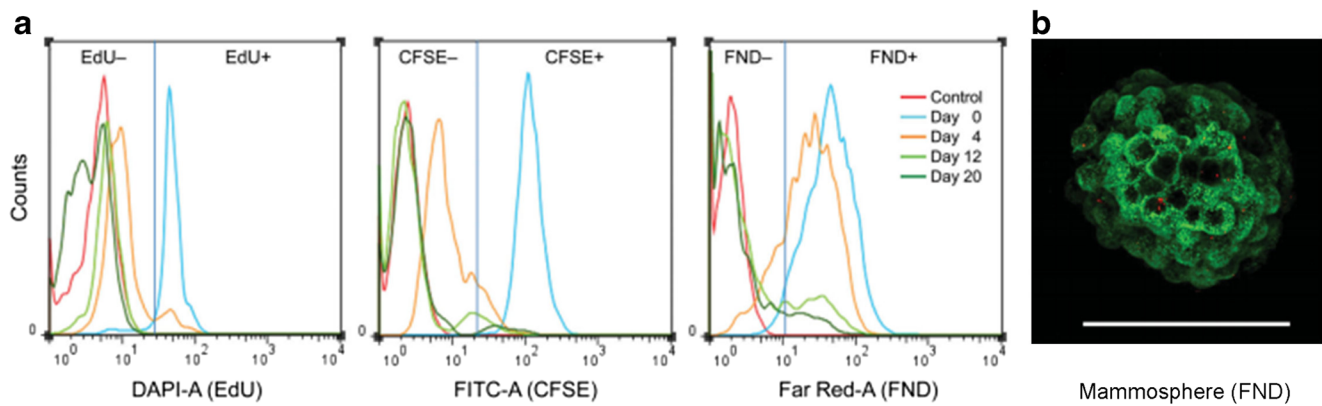 a
b
EdU– EdU+
CFSE– CFSE+
FND– FND+
Control
Day 0
Day 4
Day 12
Day 20
Counts
0
0
0
10⁰ 10¹ 10² 10³ 10⁴
10⁰ 10¹ 10² 10³ 10⁴
10⁰ 10¹ 10² 10³ 10⁴
DAPI-A (EdU)
FITC-A (CFSE)
Far Red-A (FND)
Mammosphere (FND)